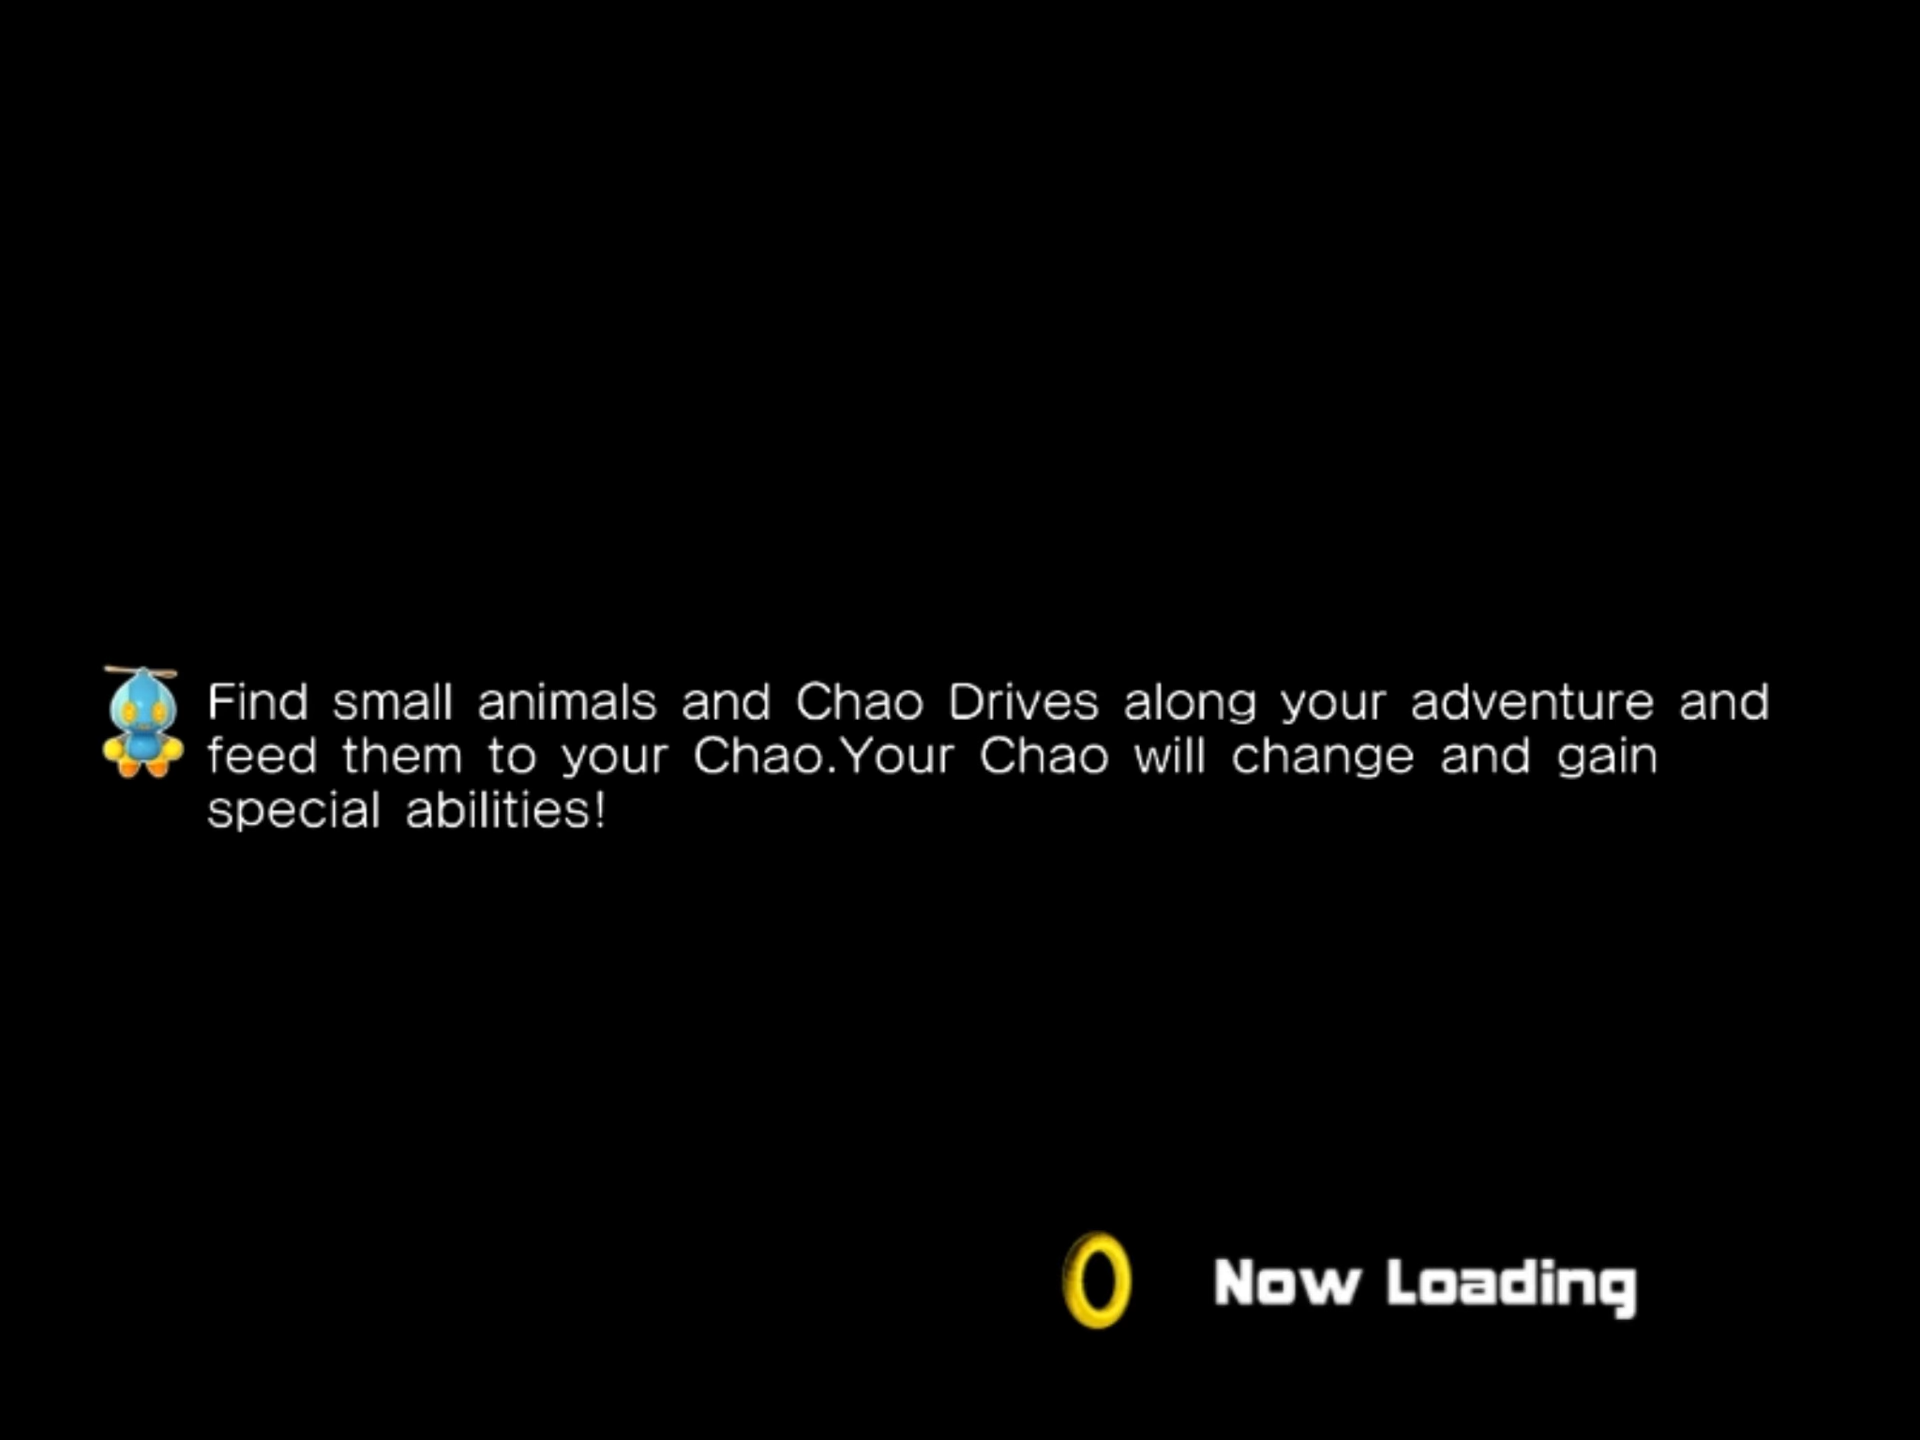 Find small animals and Chao Drives along your adventure and
feed them to your Chao.Your Chao will change and gain
special abilities!
Now Loading